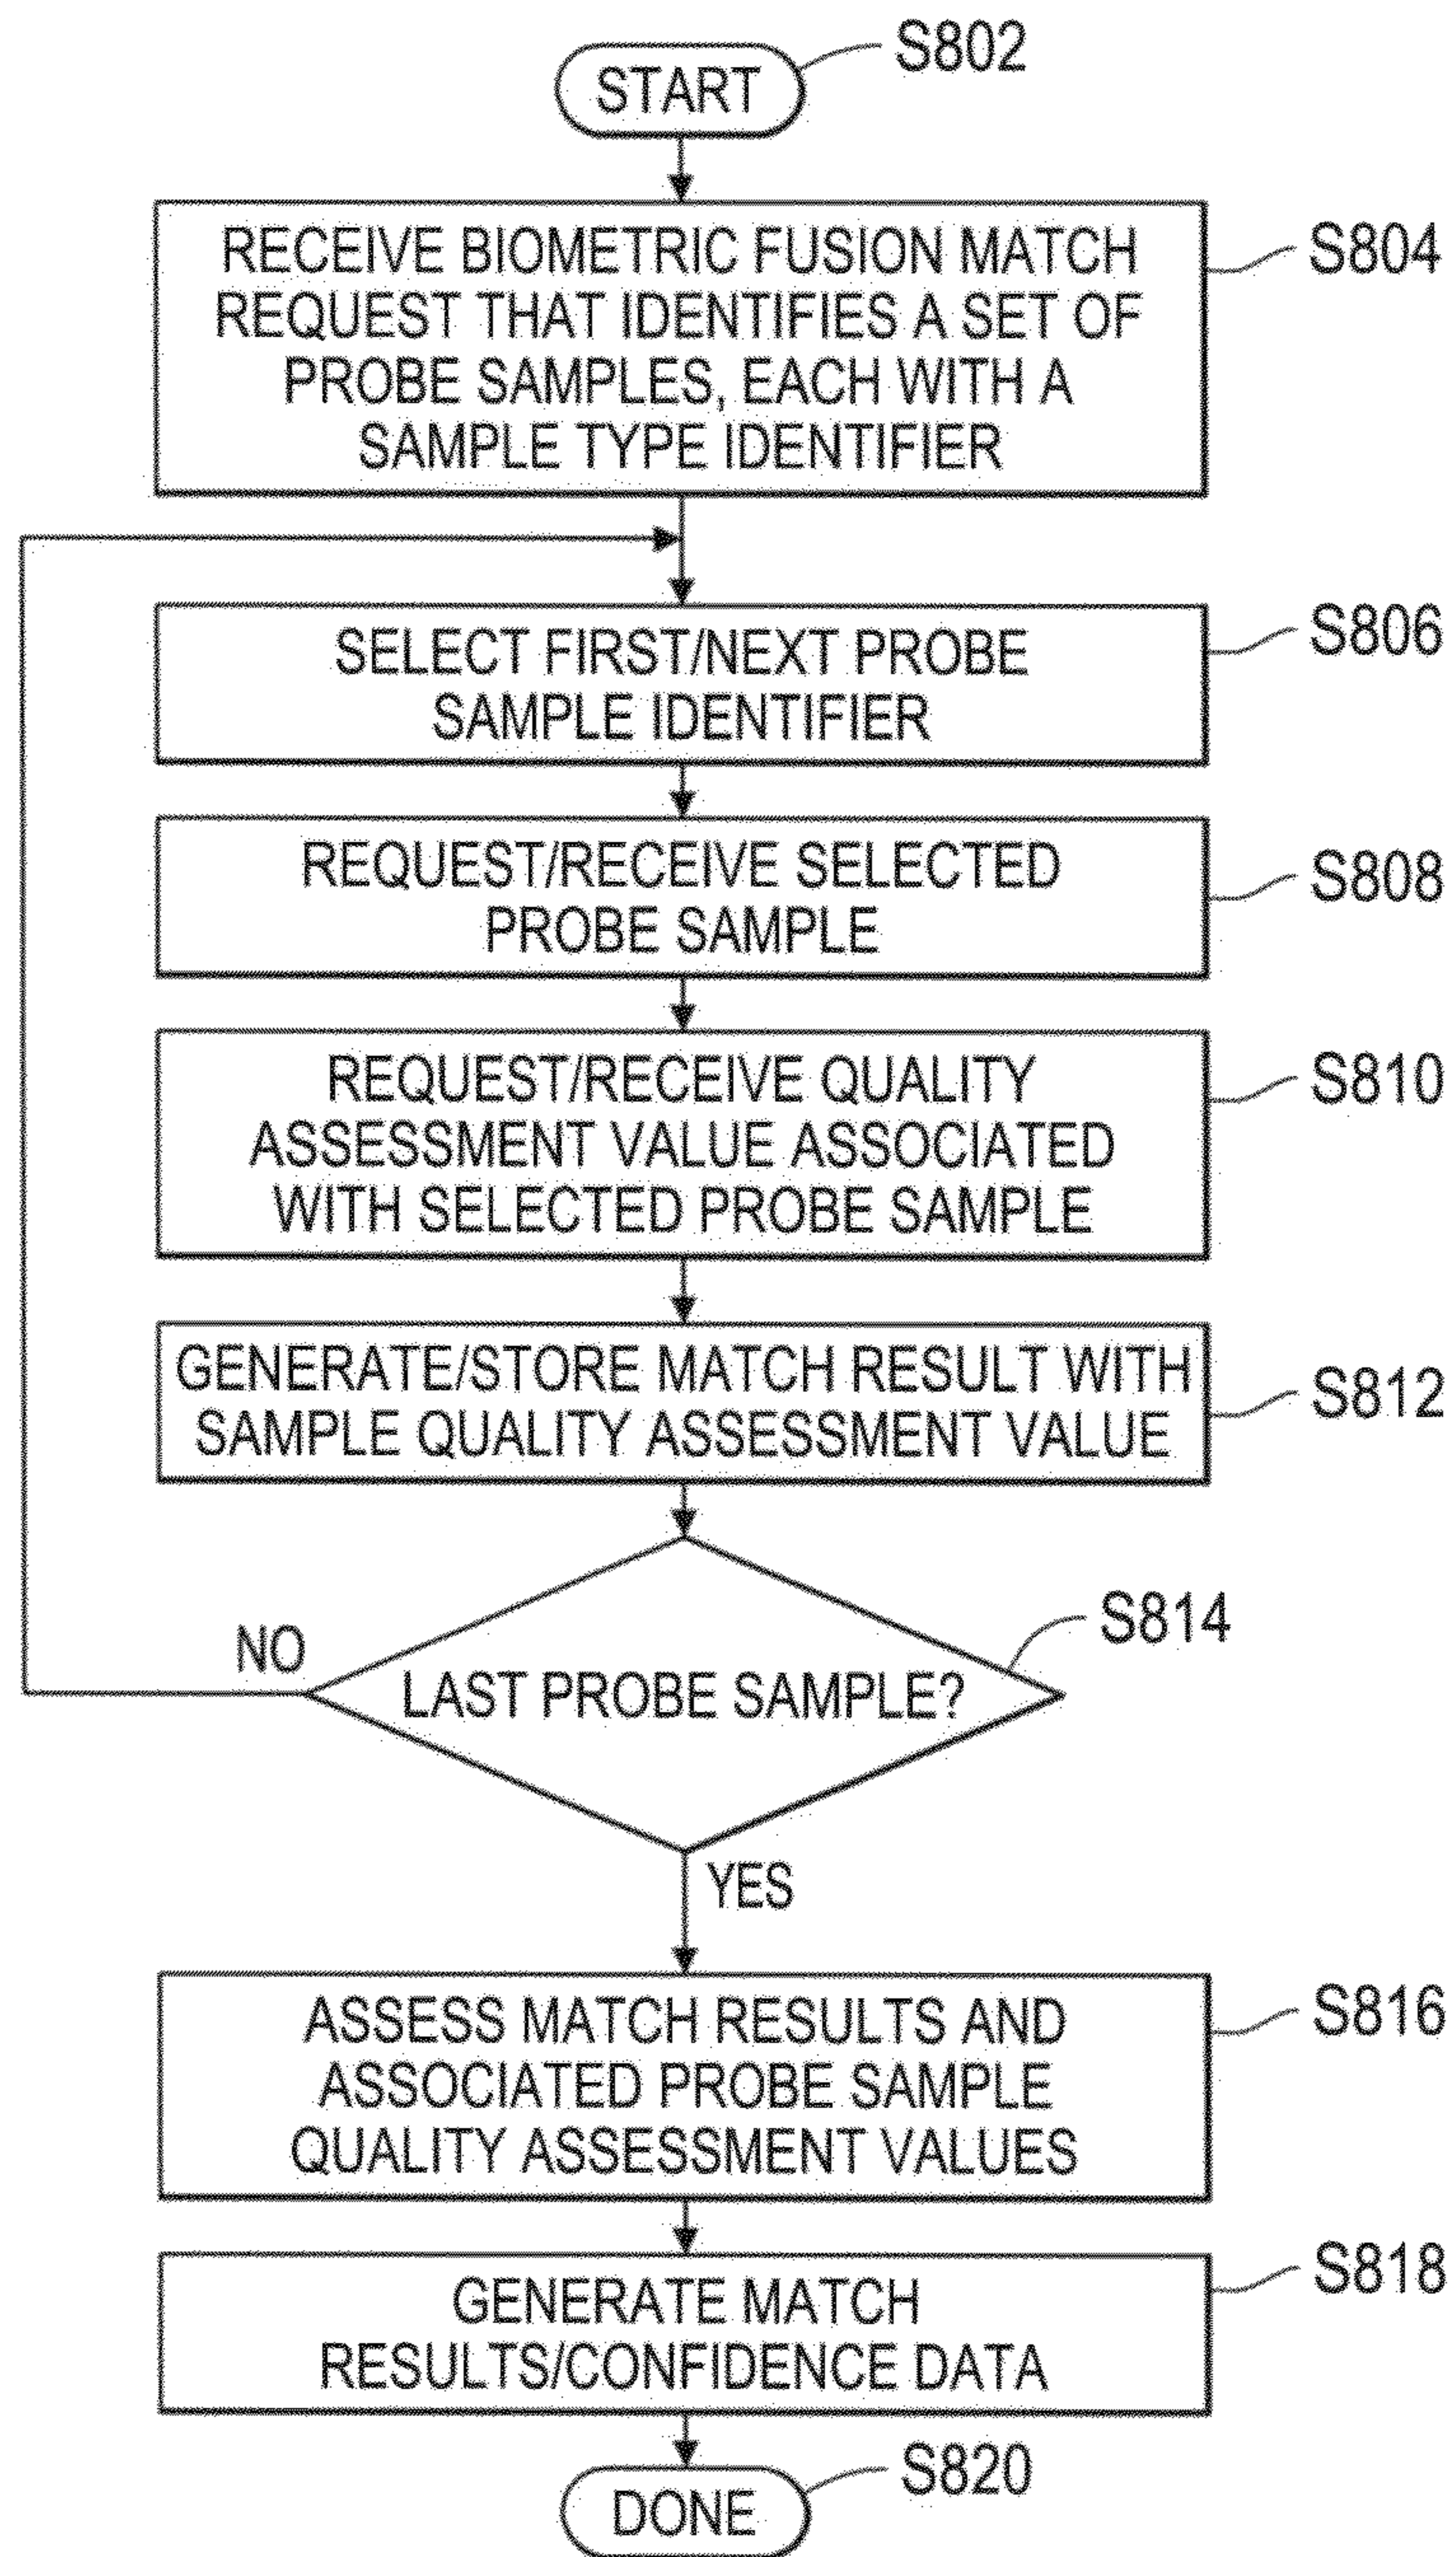 S802
START
RECEIVE BIOMETRIC FUSION MATCH
REQUEST THAT IDENTIFIES A SET OF
PROBE SAMPLES, EACH WITH A
SAMPLE TYPE IDENTIFIER
S804
SELECT FIRST/NEXT PROBE
SAMPLE IDENTIFIER
S806
REQUEST/RECEIVE SELECTED
PROBE SAMPLE
S808
REQUEST/RECEIVE QUALITY
ASSESSMENT VALUE ASSOCIATED
WITH SELECTED PROBE SAMPLE
S810
GENERATE/STORE MATCH RESULT WITH
SAMPLE QUALITY ASSESSMENT VALUE
S812
NO
LAST PROBE SAMPLE?
S814
YES
ASSESS MATCH RESULTS AND
ASSOCIATED PROBE SAMPLE
QUALITY ASSESSMENT VALUES
S816
GENERATE MATCH
RESULTS/CONFIDENCE DATA
S818
DONE
S820